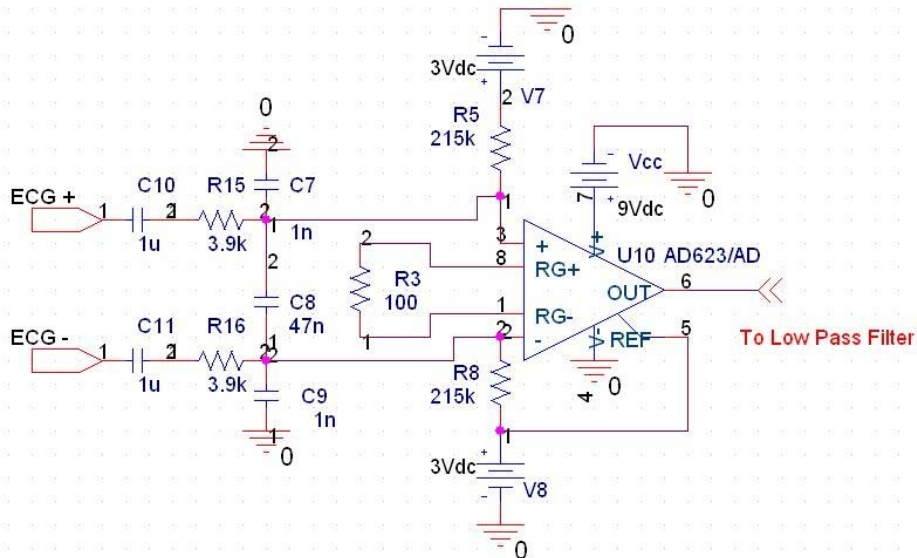 0
3Vdc
-
+
2
V7
R5
215k
0
2
1
-
Vcc
0
+
7
9Vdc
ECG +
1
C10
2
1
R15
2
C7
1
1u
3.9k
1n
3
+
V+
U10 AD623/AD
2
R3
100
1
8
RG+
OUT
6
2
C8
47n
1
1
RG-
REF
5
To Low Pass Filter
ECG -
1
C11
2
1
R16
2
2
-
V-
1u
3.9k
C9
1n
R8
215k
4
0
1
0
1
3Vdc
+
-
V8
0